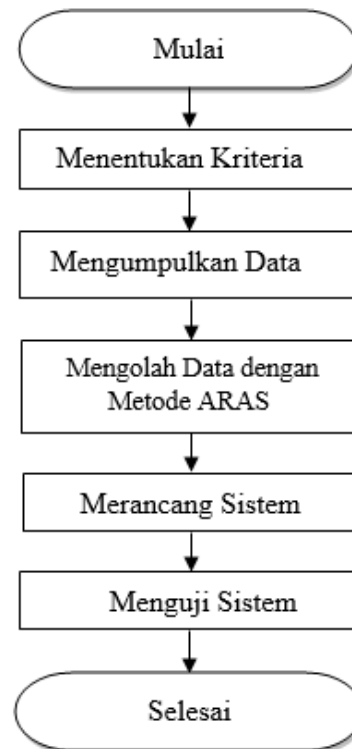 Mulai
Menentukan Kriteria
Mengumpulkan Data
Mengolah Data dengan
Metode ARAS
Merancang Sistem
Menguji Sistem
Selesai